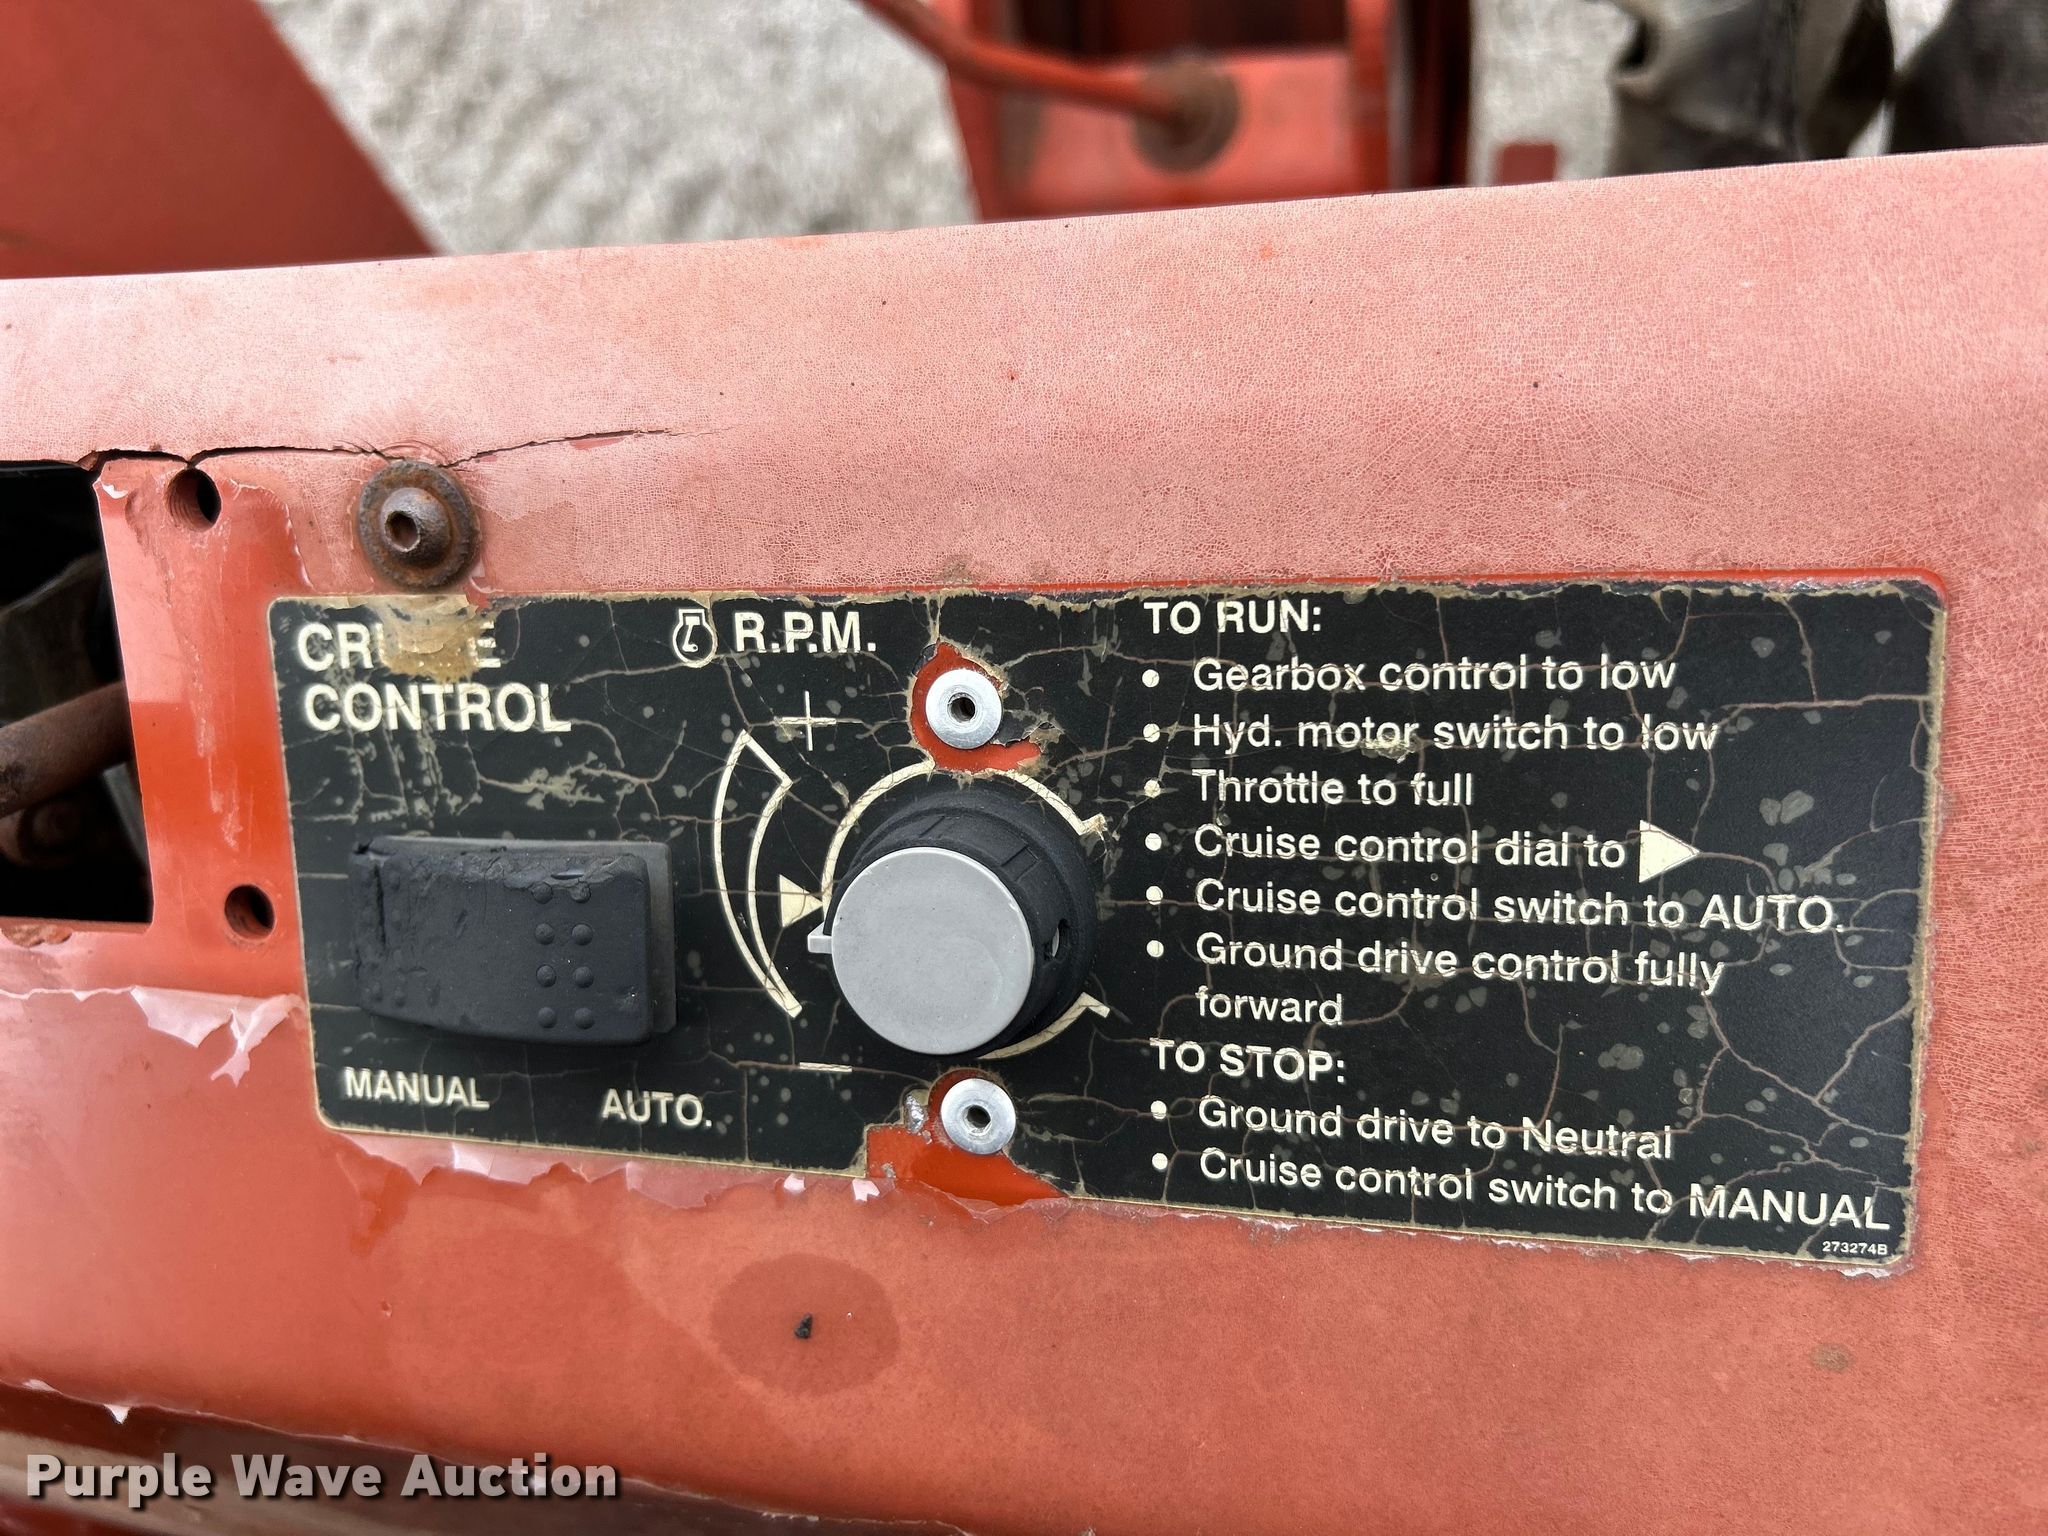 CRUISE
CONTROL
R.P.M.
+
−
MANUAL
AUTO.
TO RUN:
• Gearbox control to low
• Hyd. motor switch to low
• Throttle to full
• Cruise control dial to ▶
• Cruise control switch to AUTO.
• Ground drive control fully
forward
TO STOP:
• Ground drive to Neutral
• Cruise control switch to MANUAL
273274B
Purple Wave Auction